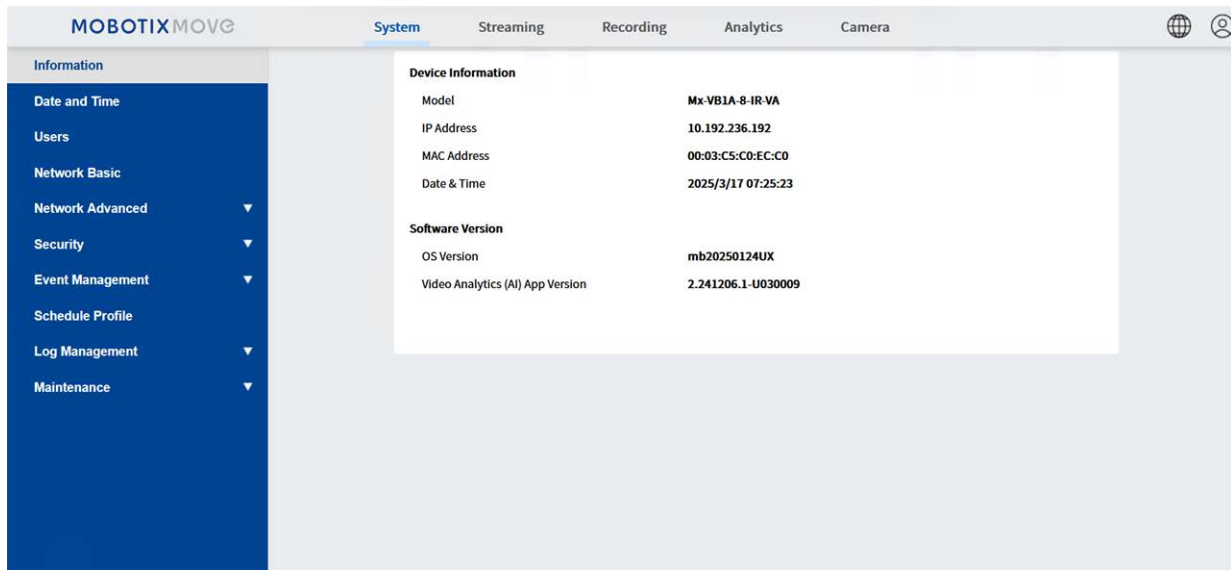 MOBOTIXMOVE System Streaming Recording Analytics Camera
Information
Date and Time
Users
Network Basic
Network Advanced
Security
Event Management
Schedule Profile
Log Management
Maintenance
Device Information
Model Mx-VB1A-8-IR-VA
IP Address 10.192.236.192
MAC Address 00:03:C5:C0:EC:C0
Date & Time 2025/3/17 07:25:23
Software Version
OS Version mb20250124UX
Video Analytics (AI) App Version 2.241206.1-U030009